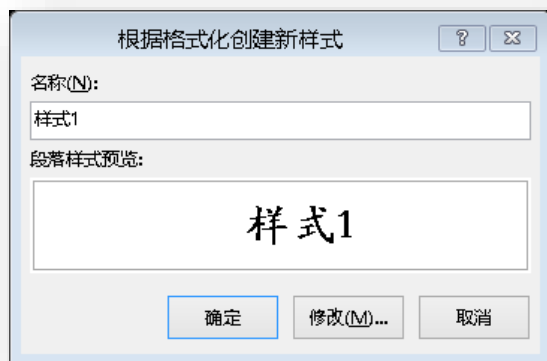 根据格式化创建新样式
名称(N):
样式1
段落样式预览:
样式1
确定 修改(M)... 取消